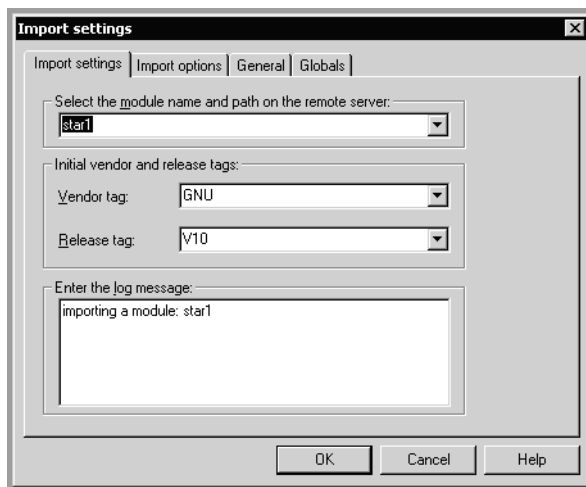 Import settings
Import settings Import options General Globals
Select the module name and path on the remote server:
star1
Initial vendor and release tags:
Vendor tag: GNU
Release tag: V10
Enter the log message:
importing a module: star1
OK Cancel Help